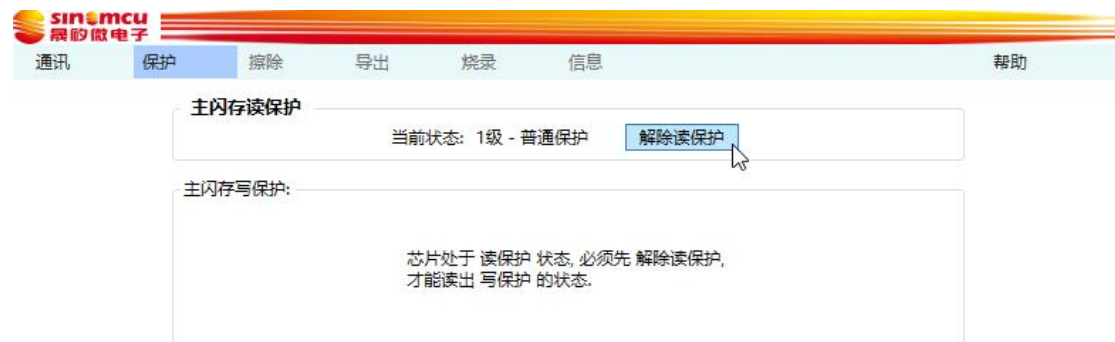 sinomcu
晟矽微电子
通讯 保护 擦除 导出 烧录 信息 帮助
主闪存读保护
当前状态: 1级 - 普通保护 解除读保护
主闪存写保护:
芯片处于 读保护 状态, 必须先 解除读保护,
才能读出 写保护 的状态.